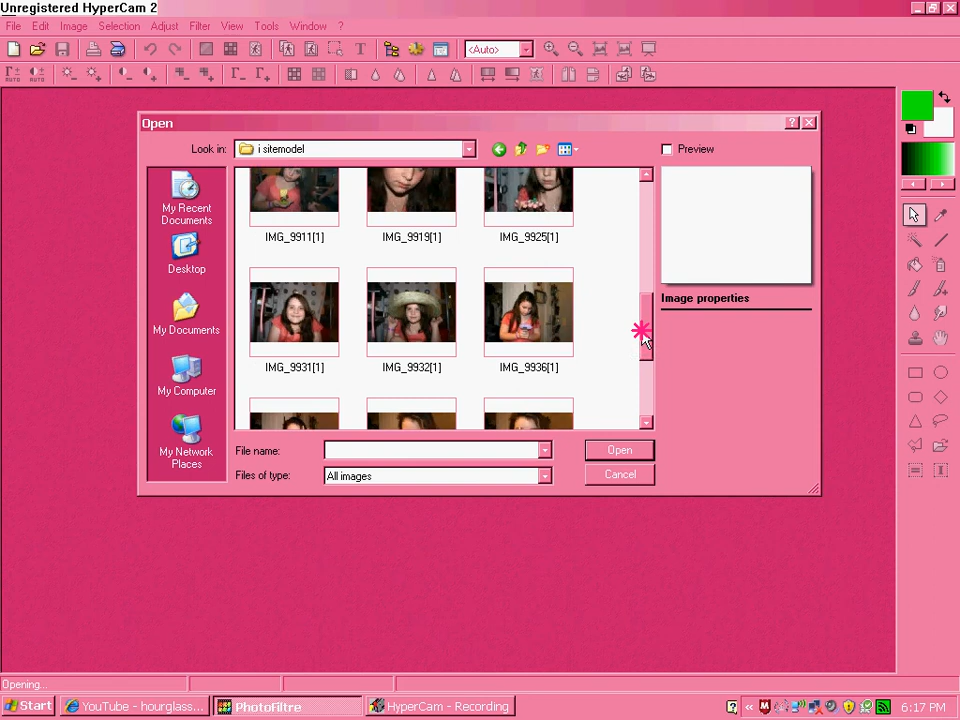 Unregistered HyperCam 2
File Edit Image Selection Adjust Filter View Tools Window ?
T <Auto>
AUTO AUTO
Open
Look in: i sitemodel Preview
My Recent
Documents
IMG_9911[1] IMG_9919[1] IMG_9925[1]
Desktop
Image properties
My Documents
IMG_9931[1] IMG_9932[1] IMG_9936[1]
My Computer
My Network
Places
File name: Open
Files of type: All images Cancel
Opening...
Start YouTube - hourglass... PhotoFiltre HyperCam - Recording 6:17 PM